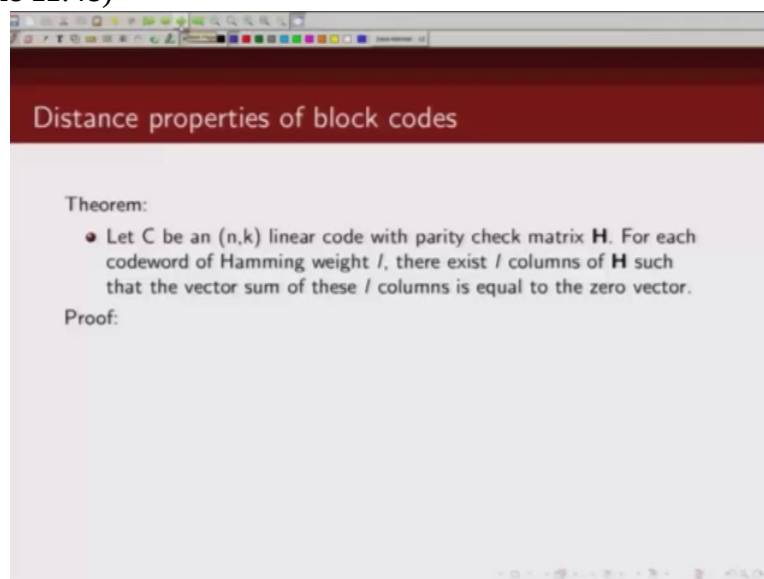 Distance properties of block codes
Theorem:
Let C be an (n,k) linear code with parity check matrix H. For each
codeword of Hamming weight l, there exist l columns of H such
that the vector sum of these l columns is equal to the zero vector.
Proof: